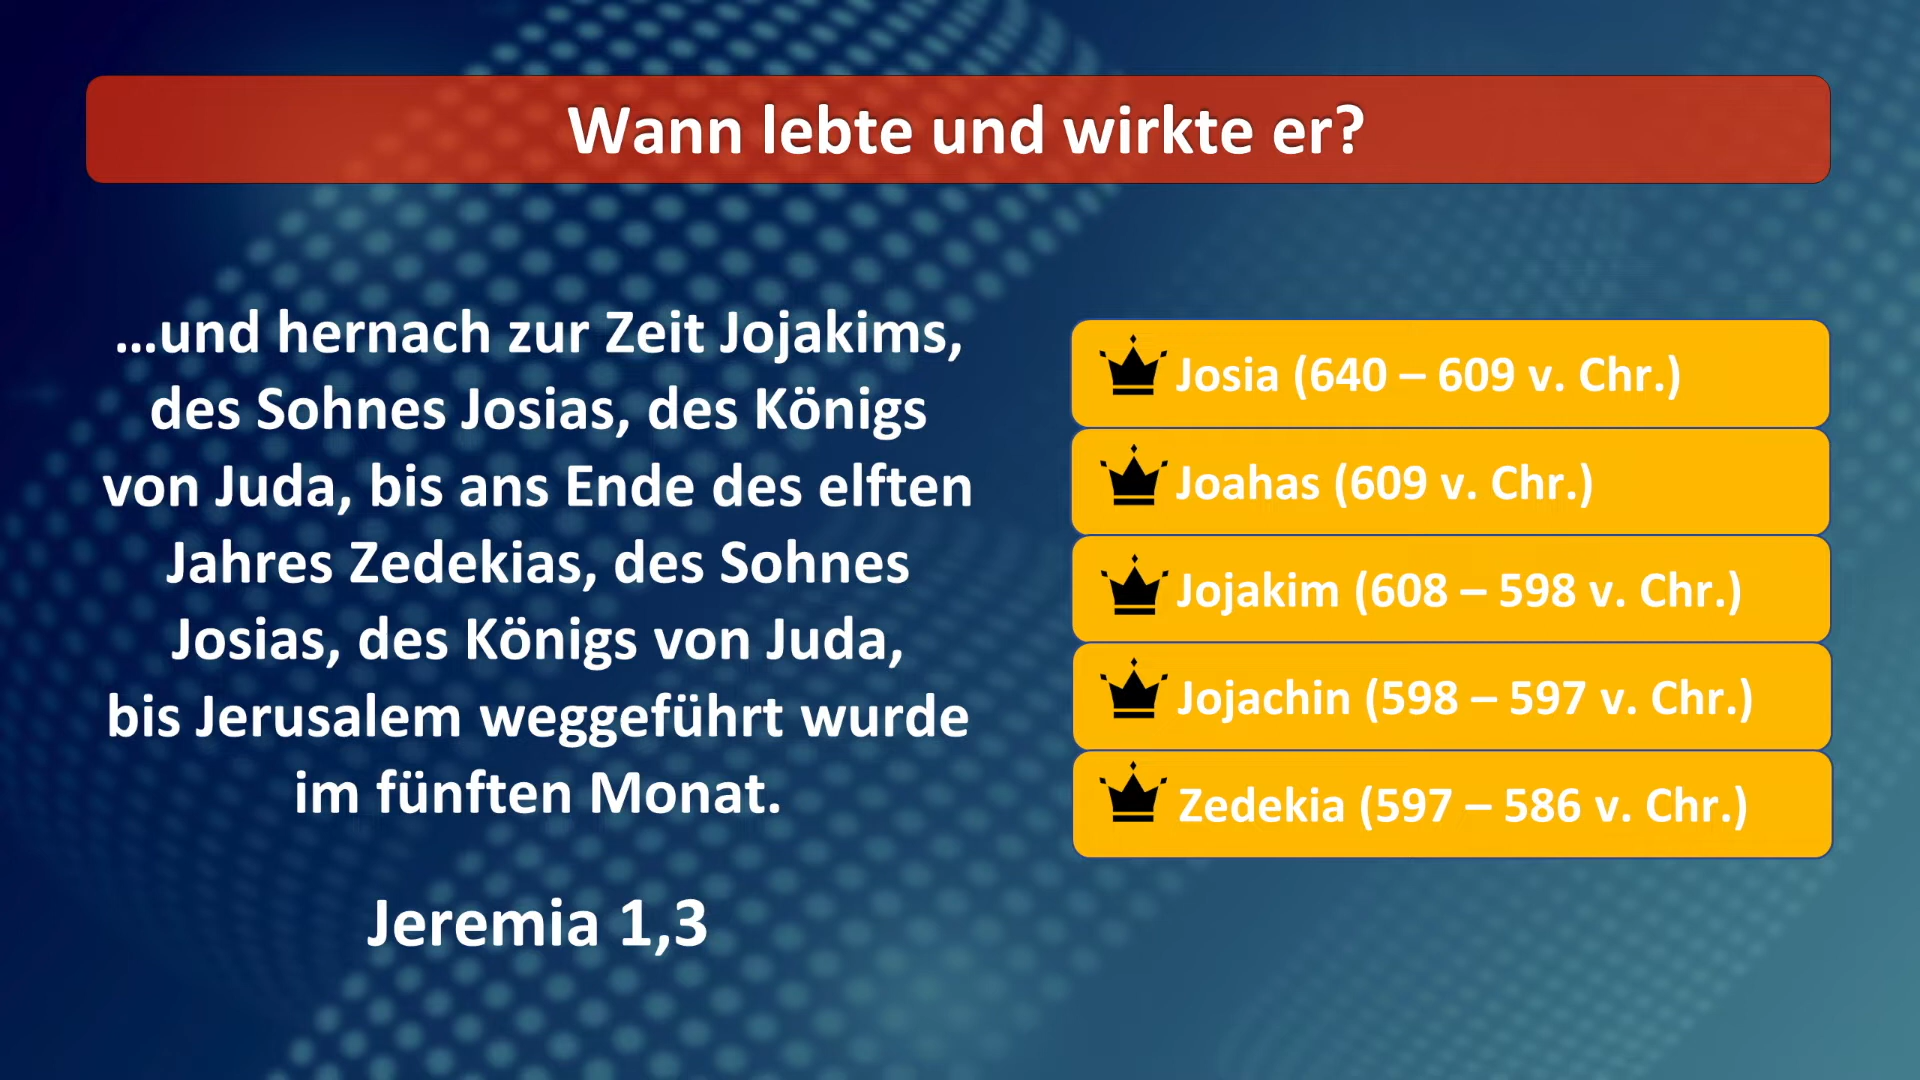 Wann lebte und wirkte er?
...und hernach zur Zeit Jojakims,
des Sohnes Josias, des Königs
von Juda, bis ans Ende des elften
Jahres Zedekias, des Sohnes
Josias, des Königs von Juda,
bis Jerusalem weggeführt wurde
im fünften Monat.
Jeremia 1,3
Josia (640 – 609 v. Chr.)
Joahas (609 v. Chr.)
Jojakim (608 – 598 v. Chr.)
Jojachin (598 – 597 v. Chr.)
Zedekia (597 – 586 v. Chr.)